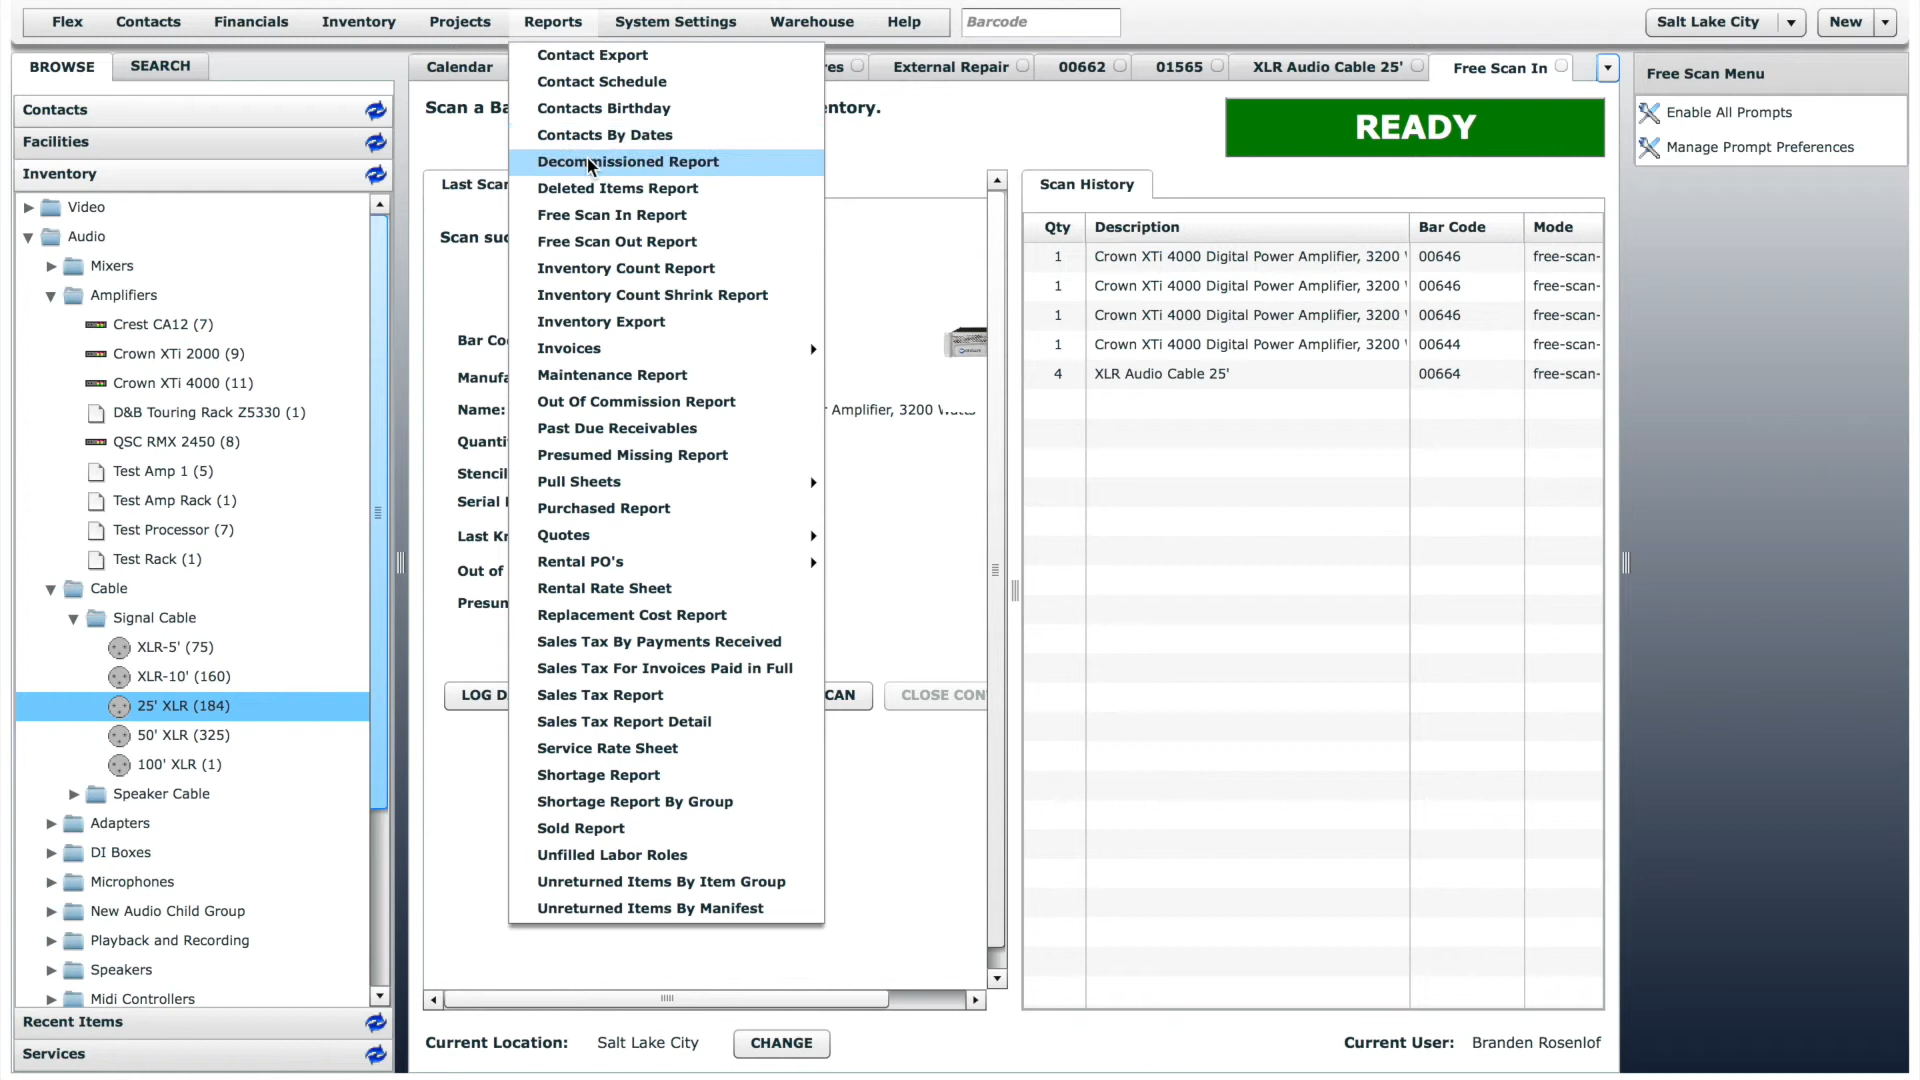 Flex Contacts Financials Inventory Projects Reports System Settings Warehouse Help Barcode Salt Lake City New
BROWSE SEARCH
Contacts
Facilities
Inventory
Video
Audio
Mixers
Amplifiers
Crest CA12 (7)
Crown XTi 2000 (9)
Crown XTi 4000 (11)
D&B Touring Rack Z5330 (1)
QSC RMX 2450 (8)
Test Amp 1 (5)
Test Amp Rack (1)
Test Processor (7)
Test Rack (1)
Cable
Signal Cable
XLR-5' (75)
XLR-10' (160)
25' XLR (184)
50' XLR (325)
100' XLR (1)
Speaker Cable
Adapters
DI Boxes
Microphones
New Audio Child Group
Playback and Recording
Speakers
Midi Controllers
Recent Items
Services
Calendar res External Repair 00662 01565 XLR Audio Cable 25' Free Scan In
Scan a Ba entory.
READY
Last Scan
Scan suc
Bar Co
Manufa
Name: r Amplifier, 3200 Watts
Quanti
Stencil
Serial
Last Kn
Out of
Presum
LOG D CAN CLOSE CON
Contact Export
Contact Schedule
Contacts Birthday
Contacts By Dates
Decommissioned Report
Deleted Items Report
Free Scan In Report
Free Scan Out Report
Inventory Count Report
Inventory Count Shrink Report
Inventory Export
Invoices
Maintenance Report
Out Of Commission Report
Past Due Receivables
Presumed Missing Report
Pull Sheets
Purchased Report
Quotes
Rental PO's
Rental Rate Sheet
Replacement Cost Report
Sales Tax By Payments Received
Sales Tax For Invoices Paid in Full
Sales Tax Report
Sales Tax Report Detail
Service Rate Sheet
Shortage Report
Shortage Report By Group
Sold Report
Unfilled Labor Roles
Unreturned Items By Item Group
Unreturned Items By Manifest
Scan History
Qty Description Bar Code Mode
1 Crown XTi 4000 Digital Power Amplifier, 3200 00646 free-scan-
1 Crown XTi 4000 Digital Power Amplifier, 3200 00646 free-scan-
1 Crown XTi 4000 Digital Power Amplifier, 3200 00646 free-scan-
1 Crown XTi 4000 Digital Power Amplifier, 3200 00644 free-scan-
4 XLR Audio Cable 25' 00664 free-scan-
Free Scan Menu
Enable All Prompts
Manage Prompt Preferences
Current Location: Salt Lake City CHANGE Current User: Branden Rosenlof